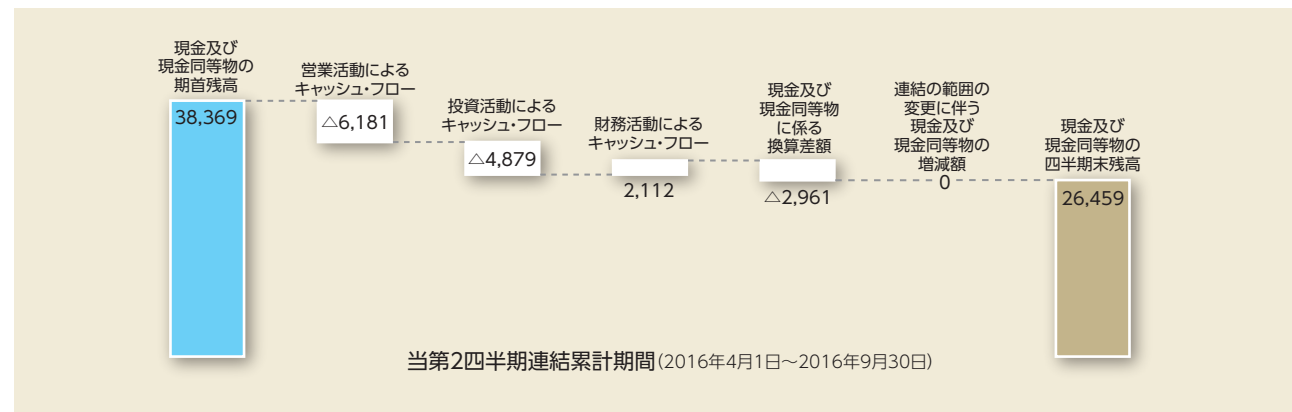 現金及び
現金同等物の
期首残高
38,369
営業活動による
キャッシュ・フロー
△6,181
投資活動による
キャッシュ・フロー
△4,879
財務活動による
キャッシュ・フロー
2,112
現金及び
現金同等物
に係る
換算差額
△2,961
連結の範囲の
変更に伴う
現金及び
現金同等物の
増減額
0
現金及び
現金同等物の
四半期末残高
26,459
当第2四半期連結累計期間(2016年4月1日〜2016年9月30日)